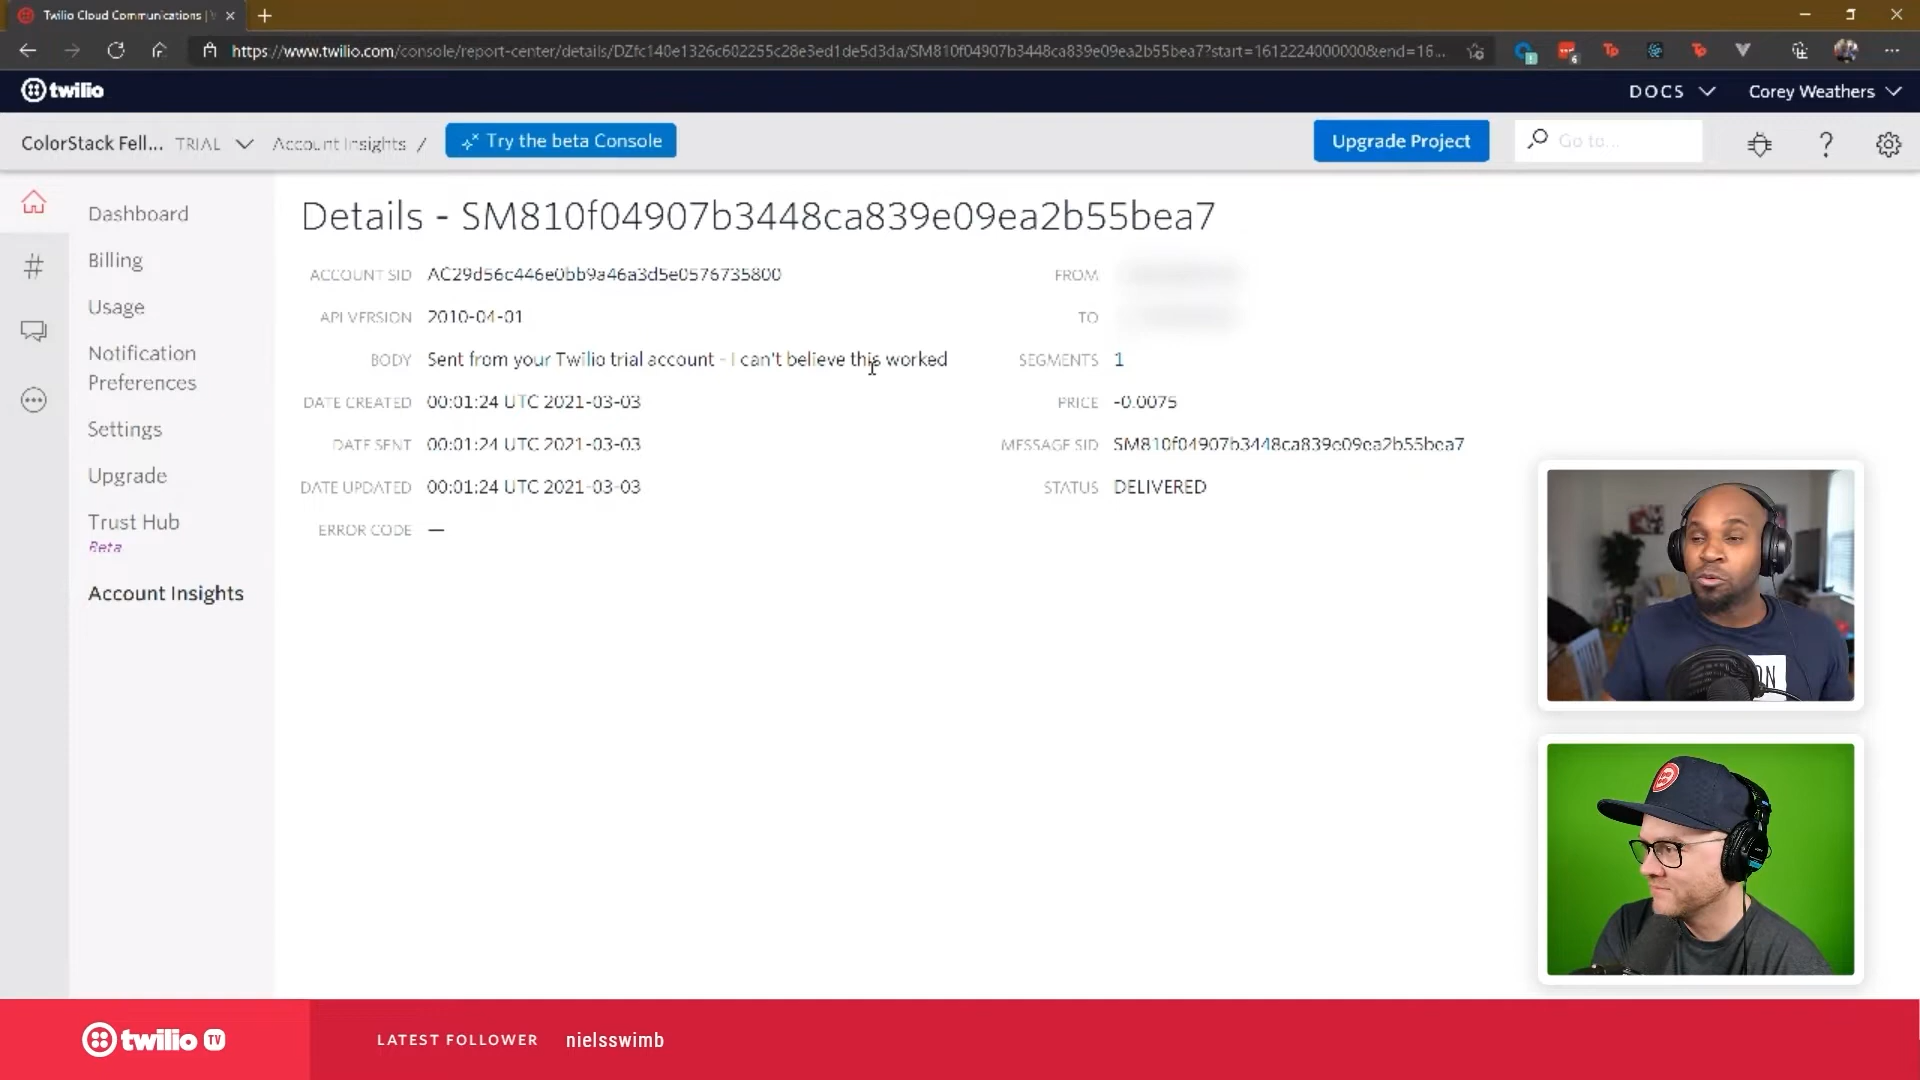 Twilio Cloud Communications |
https://www.twilio.com/console/report-center/details/DZfc140e1326c602255c28e3ed1de5d3da/SM810f04907b3448ca839e09ea2b55bea7?start=16122240000000&end=16...
twilio
DOCS
Corey Weathers
ColorStack Fell... TRIAL
Account Insights /
Try the beta Console
Upgrade Project
Go to...
Dashboard
Billing
Usage
Notification
Preferences
Settings
Upgrade
Trust Hub
Beta
Account Insights
Details - SM810f04907b3448ca839e09ea2b55bea7
ACCOUNT SID AC29d56c446e0bb9a46a3d5e0576735800
API VERSION 2010-04-01
BODY Sent from your Twilio trial account - I can't believe this worked
DATE CREATED 00:01:24 UTC 2021-03-03
DATE SENT 00:01:24 UTC 2021-03-03
DATE UPDATED 00:01:24 UTC 2021-03-03
ERROR CODE —
FROM
TO
SEGMENTS 1
PRICE -0.0075
MESSAGE SID SM810f04907b3448ca839e09ea2b55bea7
STATUS DELIVERED
twilio TV
LATEST FOLLOWER nielsswimb